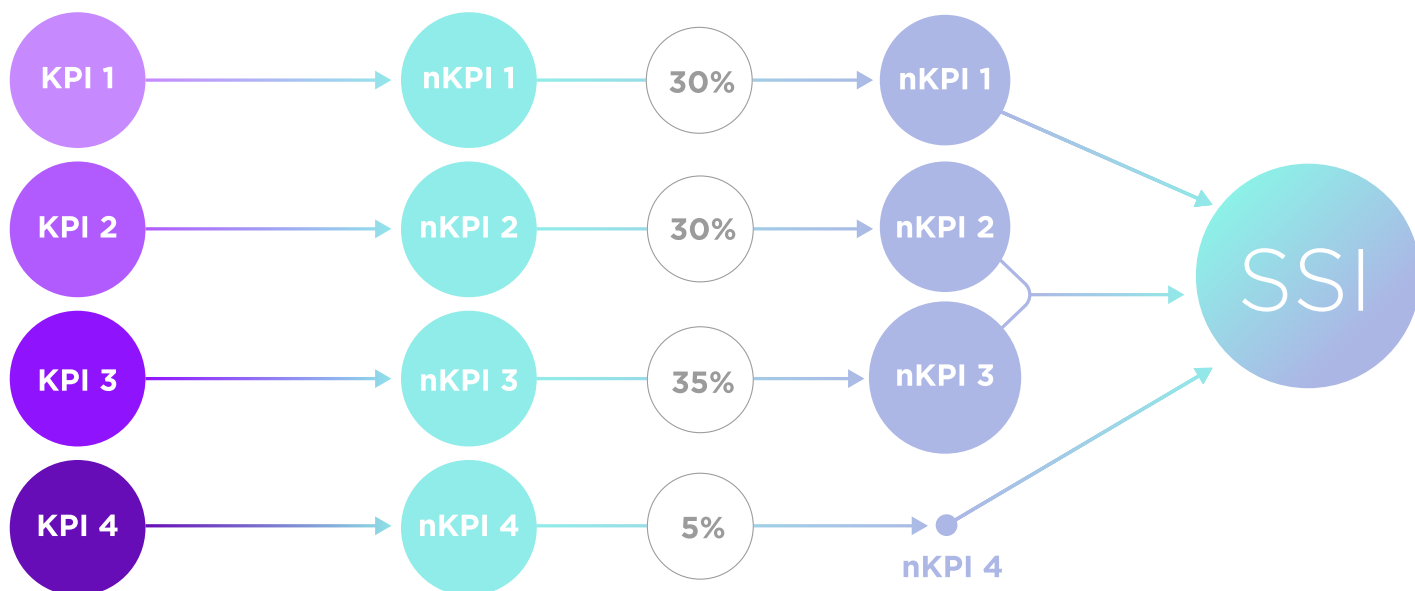 KPI 1
nKPI 1
30%
nKPI 1
KPI 2
nKPI 2
30%
nKPI 2
SSI
KPI 3
nKPI 3
35%
nKPI 3
KPI 4
nKPI 4
5%
nKPI 4